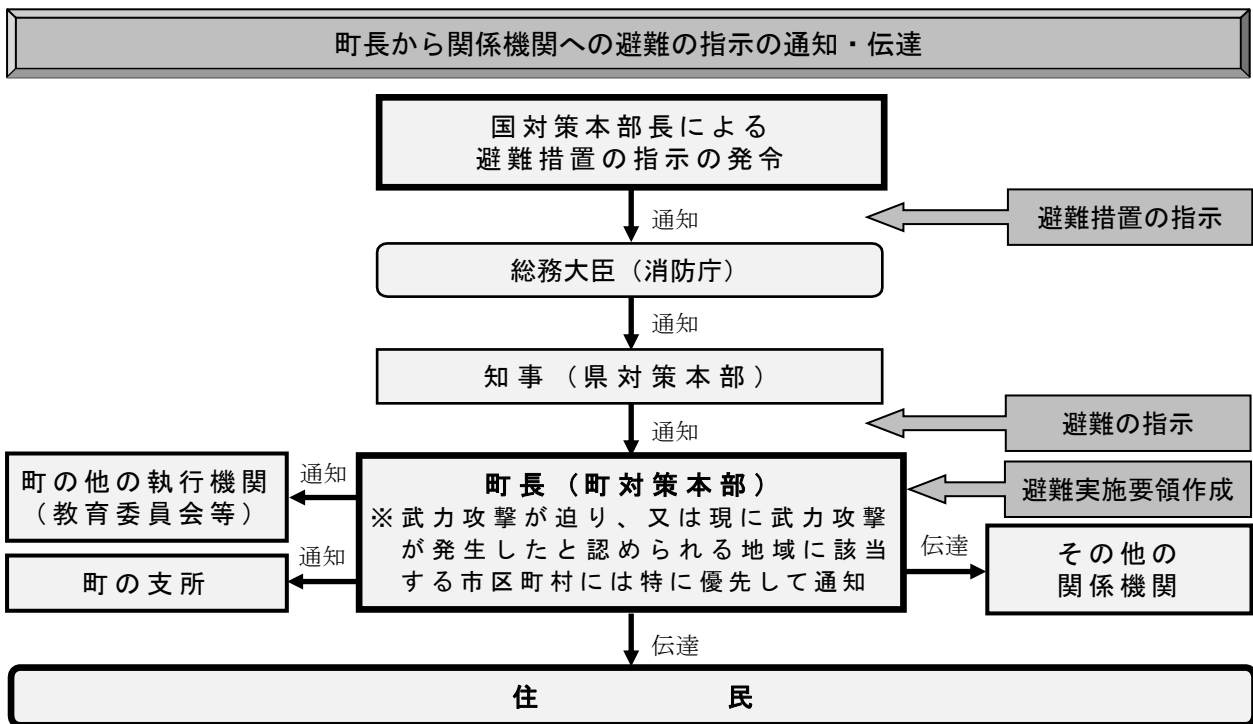 町長から関係機関への避難の指示の通知・伝達
国対策本部長による
避難措置の指示の発令
通知
避難措置の指示
総務大臣（消防庁）
通知
知事（県対策本部）
通知
避難の指示
町の他の執行機関
（教育委員会等）
通知
町長（町対策本部）
※武力攻撃が迫り、又は現に武力攻撃
が発生したと認められる地域に該当
する市区町村には特に優先して通知
避難実施要領作成
町の支所
通知
伝達
その他の
関係機関
伝達
住民